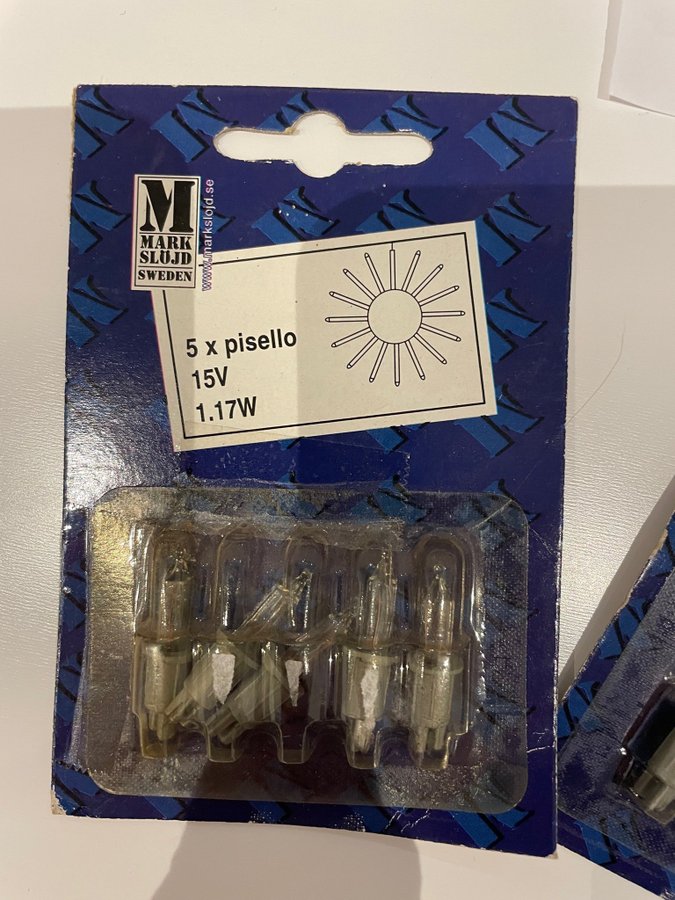 M
MARK
SLÖJD
SWEDEN
www.markslojd.se
5 x pisello
15V
1.17W